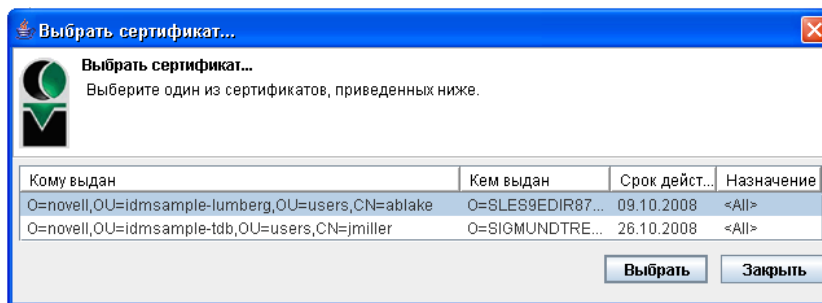 Выбрать сертификат...
Выбрать сертификат...
Выберите один из сертификатов, приведенных ниже.
Кому выдан Кем выдан Срок дейст... Назначение
O=novell,OU=idmsample-lumberg,OU=users,CN=ablake O=SLES9EDIR87... 09.10.2008 <All>
O=novell,OU=idmsample-tdb,OU=users,CN=jmiller O=SIGMUNDTRE... 26.10.2008 <All>
Выбрать Закрыть